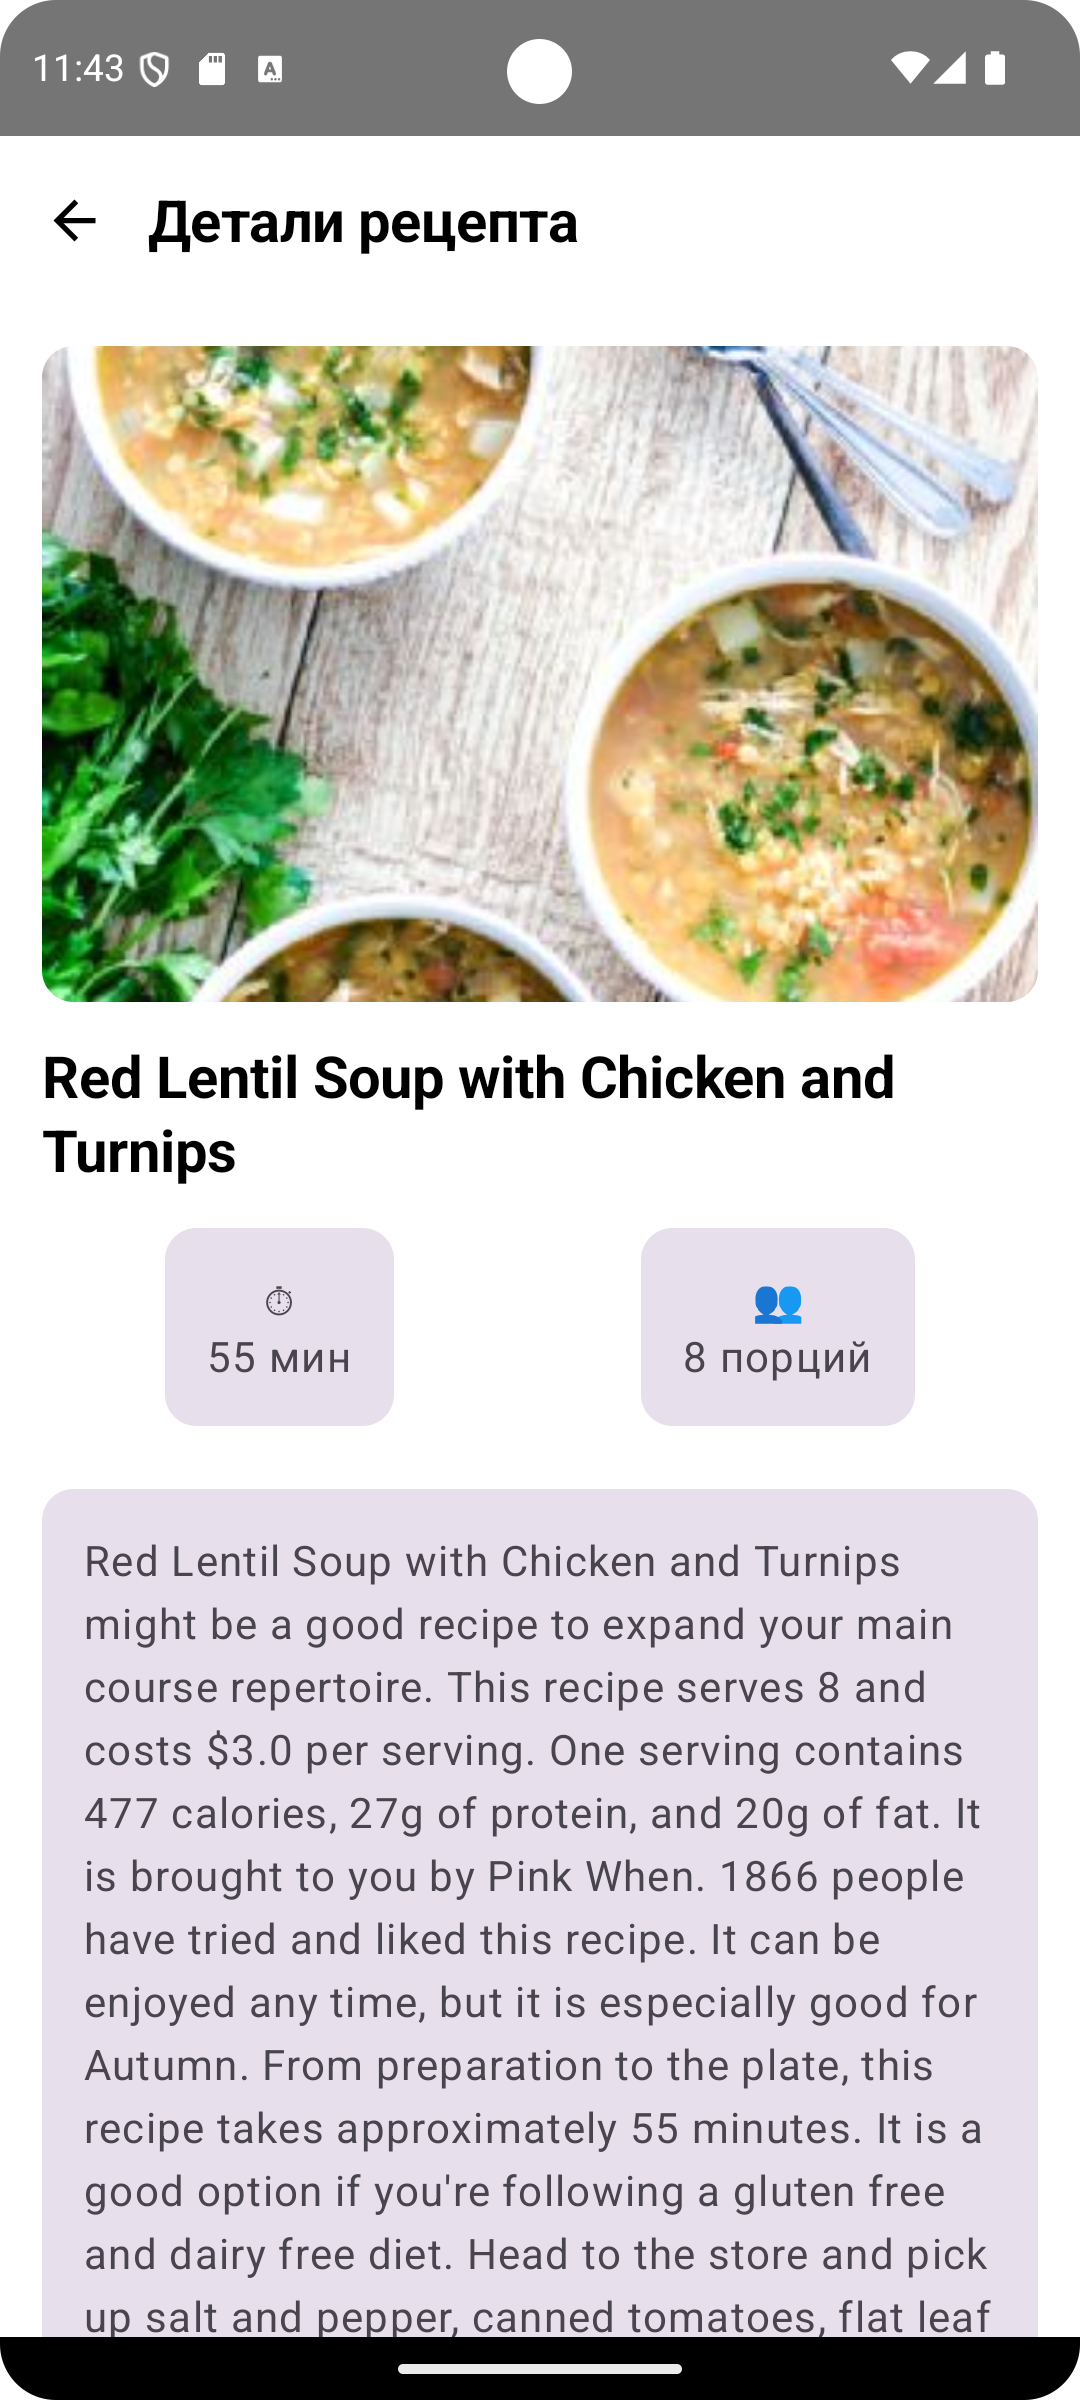 11:43
Детали рецепта
Red Lentil Soup with Chicken and
Turnips
55 мин
8 порций
Red Lentil Soup with Chicken and Turnips
might be a good recipe to expand your main
course repertoire. This recipe serves 8 and
costs $3.0 per serving. One serving contains
477 calories, 27g of protein, and 20g of fat. It
is brought to you by Pink When. 1866 people
have tried and liked this recipe. It can be
enjoyed any time, but it is especially good for
Autumn. From preparation to the plate, this
recipe takes approximately 55 minutes. It is a
good option if you're following a gluten free
and dairy free diet. Head to the store and pick
up salt and pepper, canned tomatoes, flat leaf